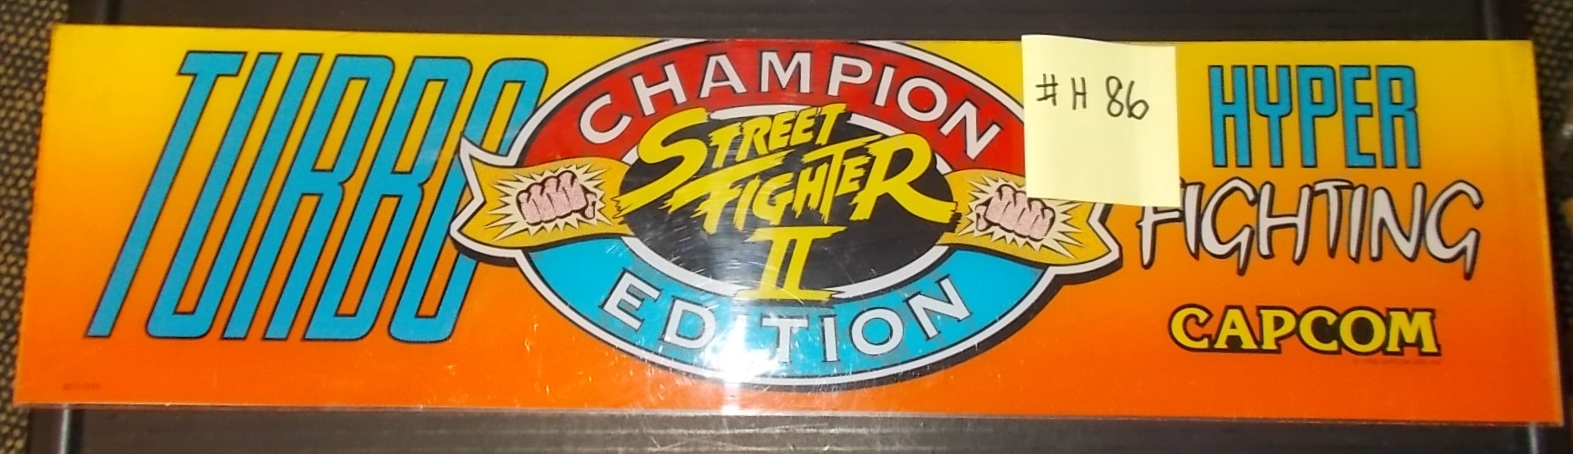 TURBO
CHAMPION
STREET
FIGHTER
II
EDITION
#H 86
HYPER
FIGHTING
CAPCOM